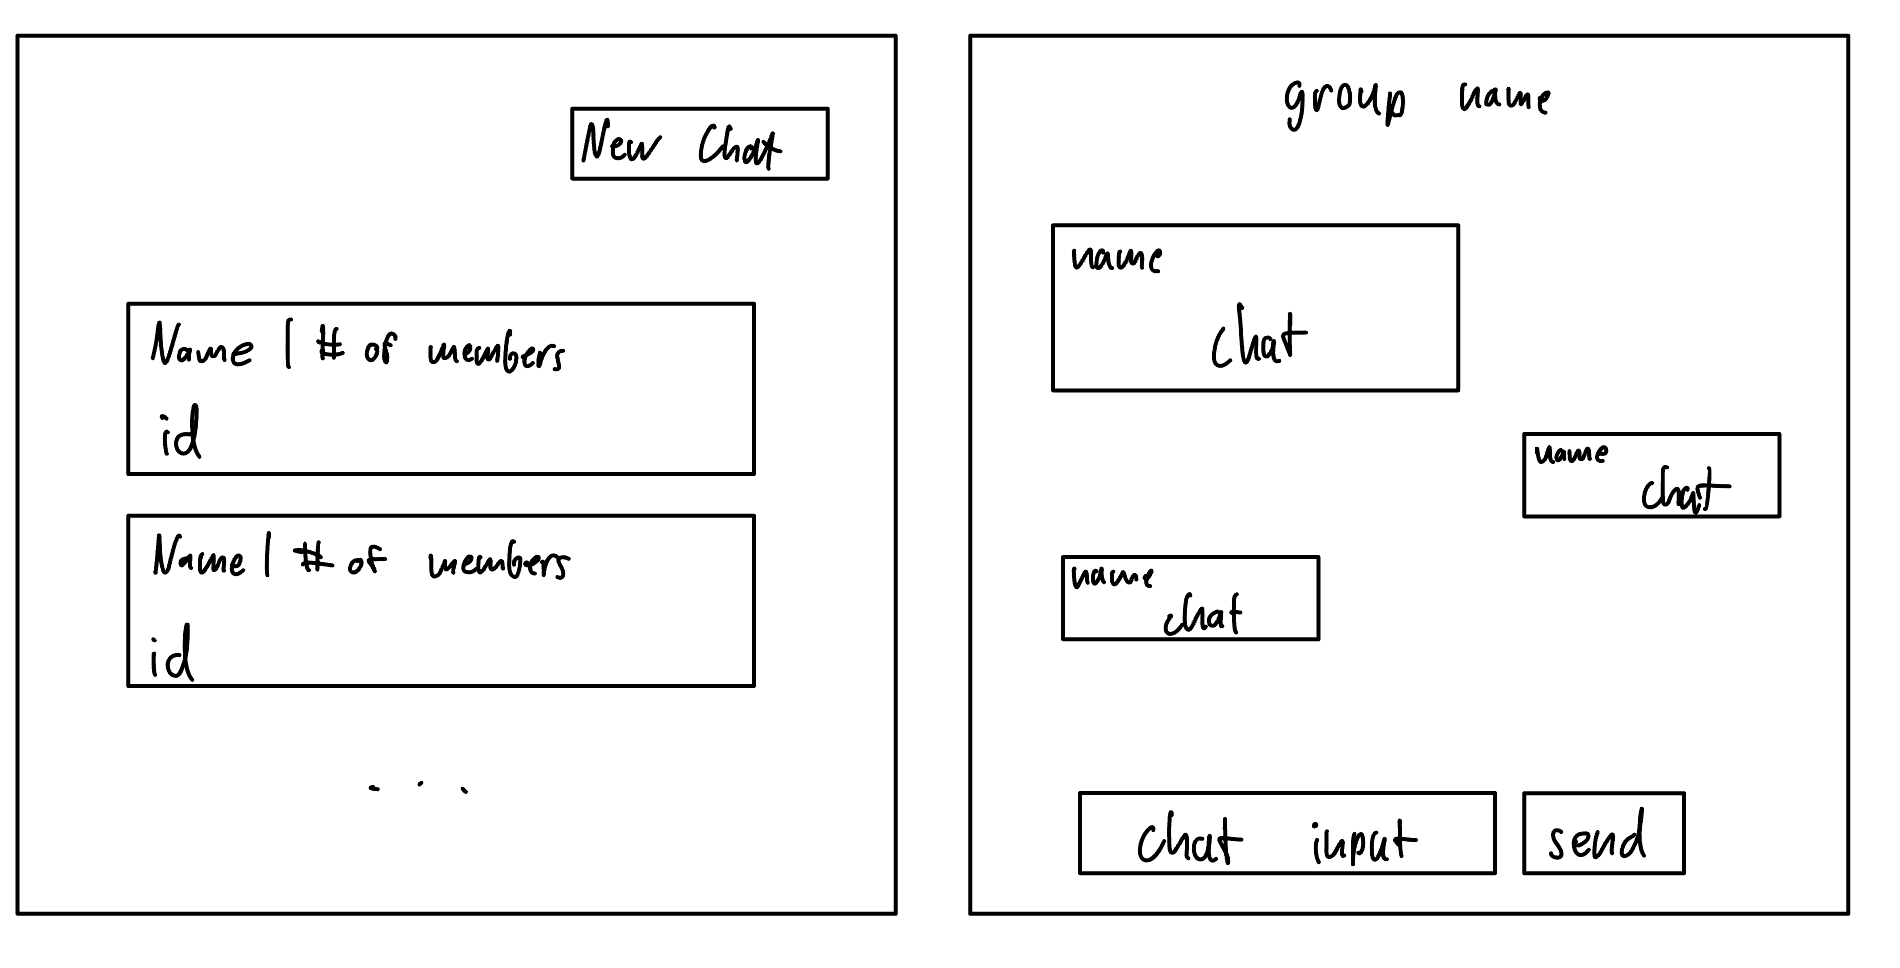 New Chat
Name | # of members
id
Name | # of members
id
...
group name
name
chat
name
chat
name
chat
chat input
send